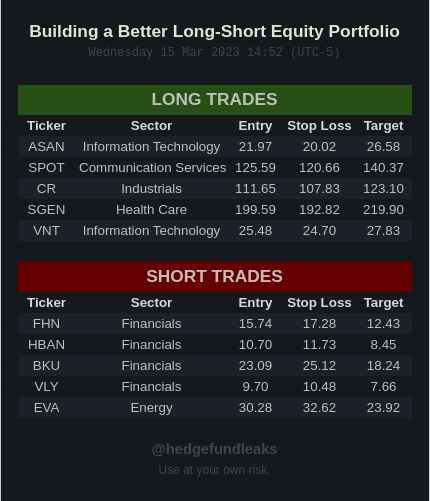 Building a Better Long-Short Equity Portfolio
Wednesday 15 Mar 2023 14:52 (UTC-5)
LONG TRADES
Ticker Sector Entry Stop Loss Target
ASAN Information Technology 21.97 20.02 26.58
SPOT Communication Services 125.59 120.66 140.37
CR Industrials 111.65 107.83 123.10
SGEN Health Care 199.59 192.82 219.90
VNT Information Technology 25.48 24.70 27.83
SHORT TRADES
Ticker Sector Entry Stop Loss Target
FHN Financials 15.74 17.28 12.43
HBAN Financials 10.70 11.73 8.45
BKU Financials 23.09 25.12 18.24
VLY Financials 9.70 10.48 7.66
EVA Energy 30.28 32.62 23.92
@hedgefundleaks
Use at your own risk.